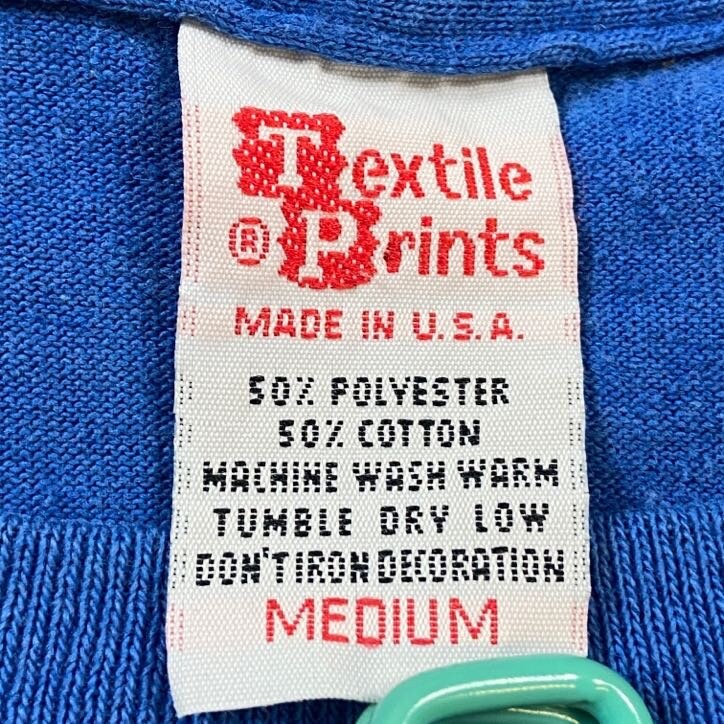 Textile
® Prints
MADE IN U.S.A.
50% POLYESTER
50% COTTON
MACHINE WASH WARM
TUMBLE DRY LOW
DON'T IRON DECORATION
MEDIUM